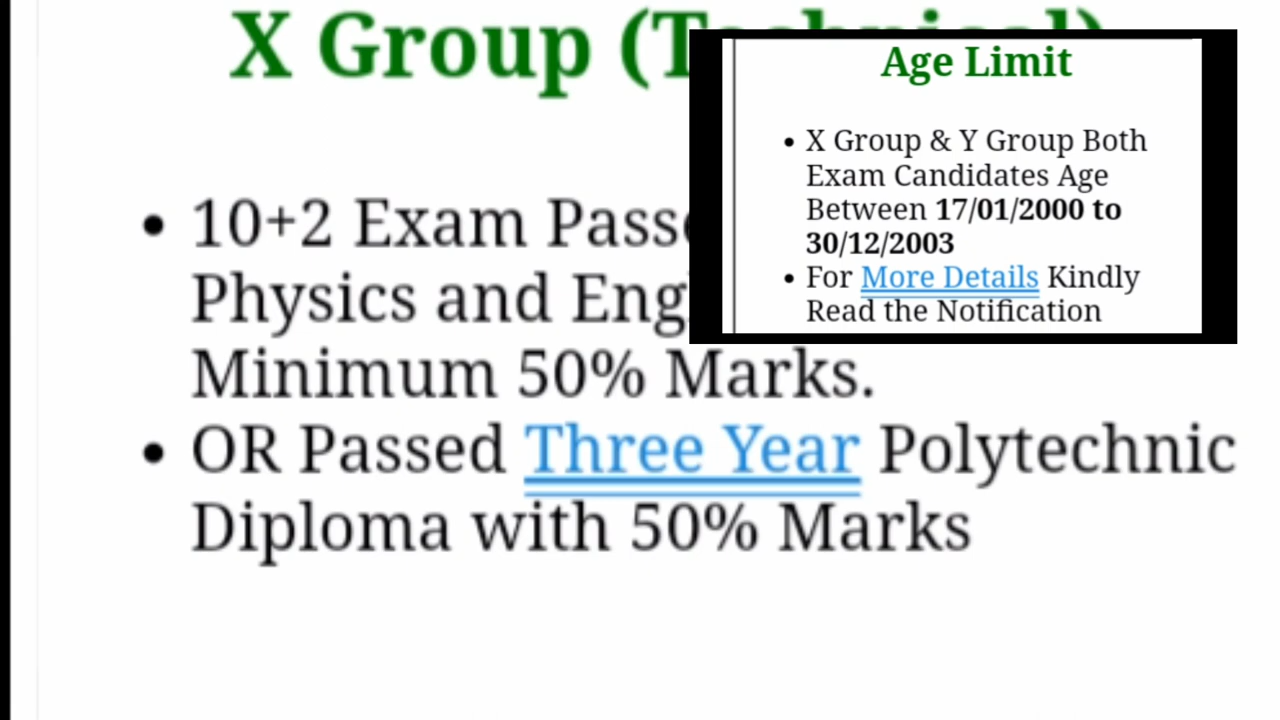 X Group (Technical)
10+2 Exam Passe
Physics and Eng
Minimum 50% Marks.
OR Passed Three Year Polytechnic
Diploma with 50% Marks
Age Limit
X Group & Y Group Both
Exam Candidates Age
Between 17/01/2000 to
30/12/2003
For More Details Kindly
Read the Notification